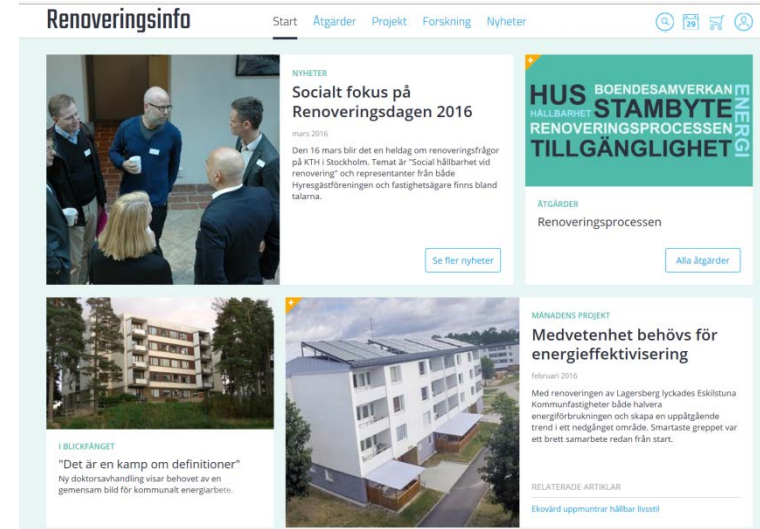 Renoveringsinfo
Start Åtgärder Projekt Forskning Nyheter
29
NYHETER
Socialt fokus på
Renoveringsdagen 2016
mars 2016
Den 16 mars blir det en heldag om renoveringsfrågor
på KTH i Stockholm. Temat är "Social hållbarhet vid
renovering" och representanter från både
Hyresgästföreningen och fastighetsägare finns bland
talarna.
Se fler nyheter
HUS BOENDESAMVERKAN
HÅLLBARHET STAMBYTE
RENOVERINGSPROCESSEN
TILLGÄNGLIGHET
ENERGI
ÅTGÄRDER
Renoveringsprocessen
Alla åtgärder
I BLICKFÅNGET
"Det är en kamp om definitioner"
Ny doktorsavhandling visar behovet av en
gemensam bild för kommunalt energiarbete.
MÅNADENS PROJEKT
Medvetenhet behövs för
energieffektivisering
februari 2016
Med renoveringen av Lagersberg lyckades Eskilstuna
Kommunfastigheter både halvera
energiförbrukningen och skapa en uppåtgående
trend i ett nedgånget område. Smartaste greppet var
ett brett samarbete redan från start.
RELATERADE ARTIKLAR
Ekovärd uppmuntrar hållbar livsstil